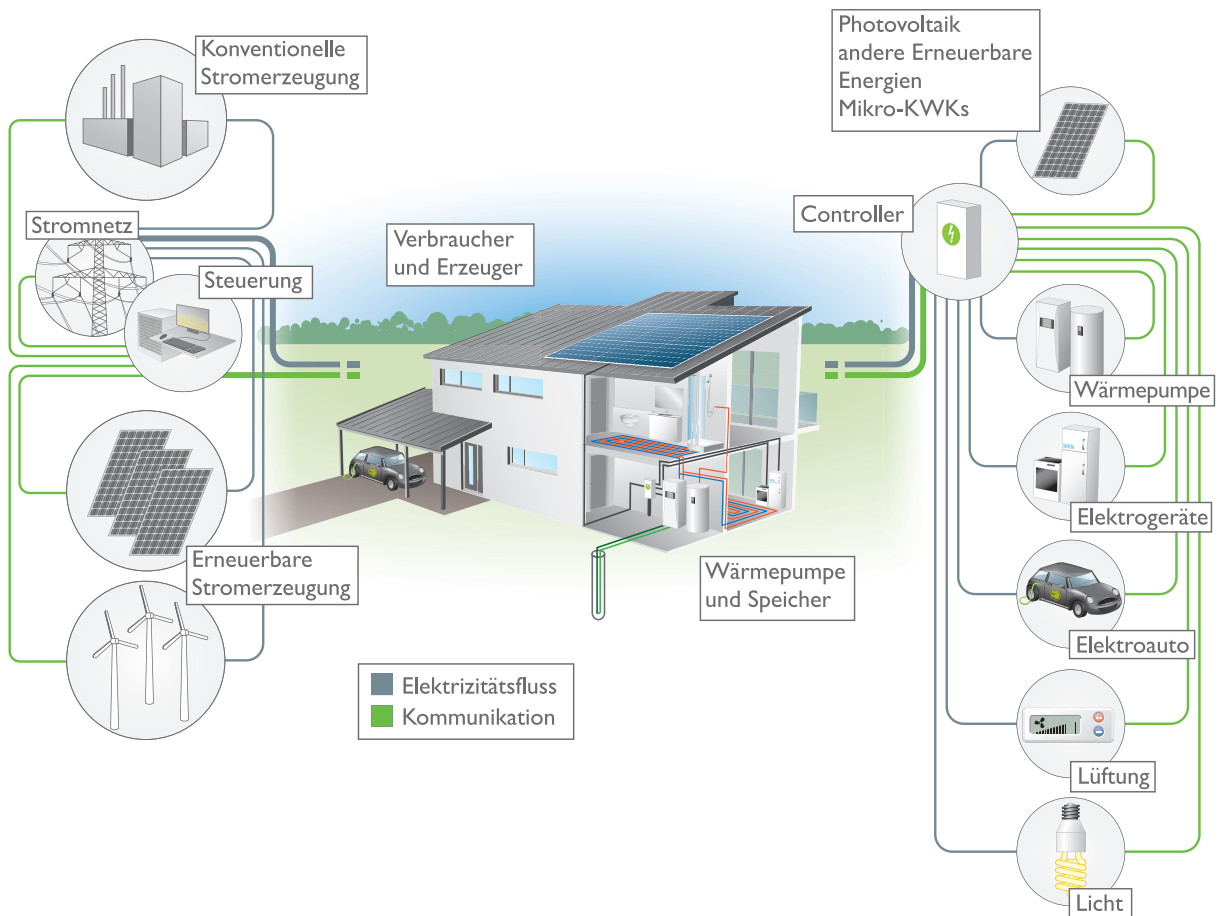 Konventionelle
Stromerzeugung
Photovoltaik
andere Erneuerbare
Energien
Mikro-KWKs
Stromnetz
Controller
Verbraucher
und Erzeuger
Steuerung
Wärmepumpe
Elektrogeräte
Erneuerbare
Stromerzeugung
Wärmepumpe
und Speicher
Elektroauto
Elektrizitätsfluss
Kommunikation
Lüftung
Licht